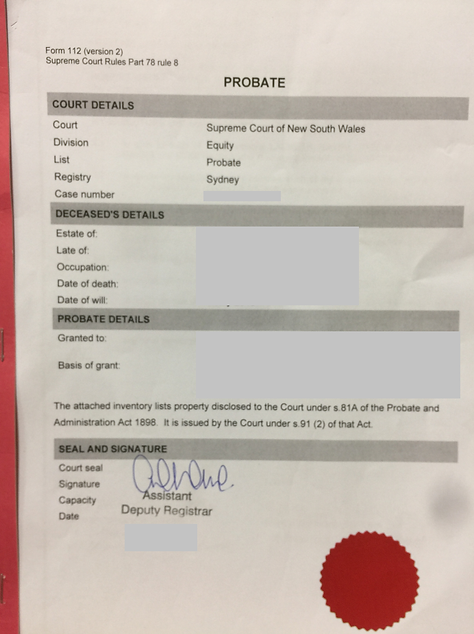 Form 112 (version 2)
Supreme Court Rules Part 78 rule 8
PROBATE
COURT DETAILS
Court Supreme Court of New South Wales
Division Equity
List Probate
Registry Sydney
Case number
DECEASED'S DETAILS
Estate of:
Late of:
Occupation:
Date of death:
Date of will:
PROBATE DETAILS
Granted to:
Basis of grant:
The attached inventory lists property disclosed to the Court under s.81A of the Probate and
Administration Act 1898. It is issued by the Court under s.91 (2) of that Act.
SEAL AND SIGNATURE
Court seal
Signature
Capacity Assistant
Deputy Registrar
Date